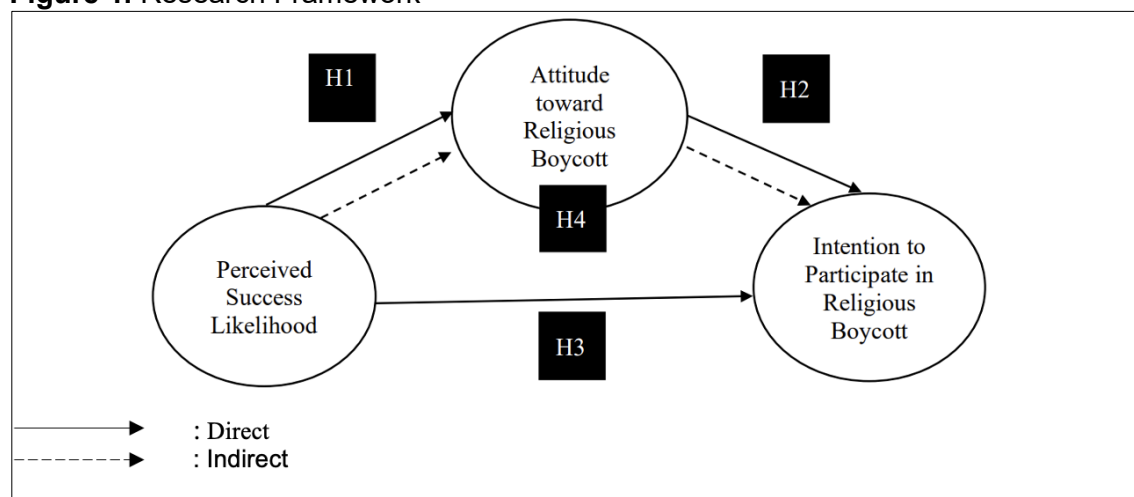 Figure 1. Research Framework
H1
Attitude
toward
Religious
Boycott
H2
H4
Perceived
Success
Likelihood
Intention to
Participate in
Religious
Boycott
H3
: Direct
: Indirect